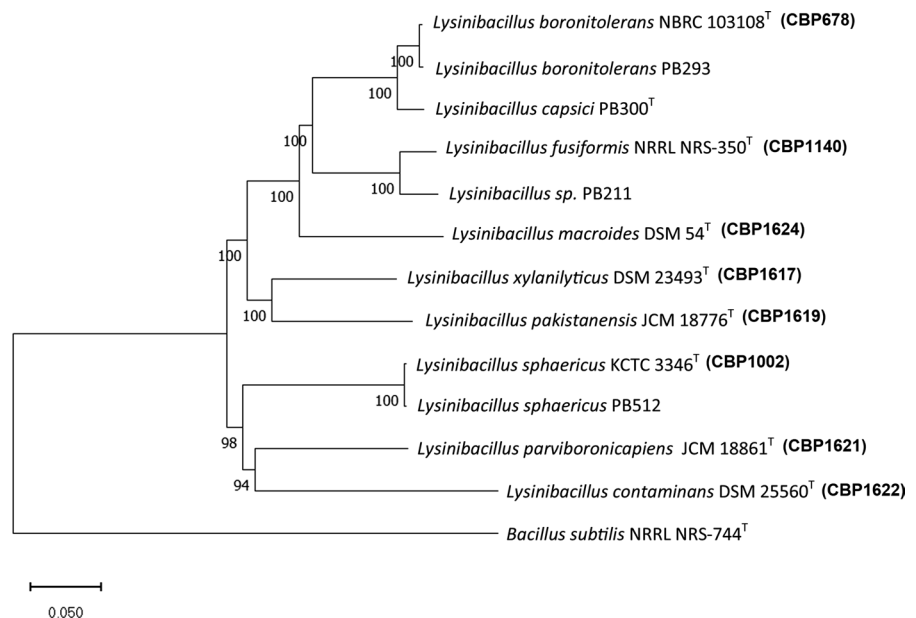 Lysinibacillus boronitolerans NBRC 103108T (CBP678)
100
Lysinibacillus boronitolerans PB293
100
Lysinibacillus capsici PB300T
100
Lysinibacillus fusiformis NRRL NRS-350T (CBP1140)
100
Lysinibacillus sp. PB211
100
Lysinibacillus macroides DSM 54T (CBP1624)
100
Lysinibacillus xylanilyticus DSM 23493T (CBP1617)
100
Lysinibacillus pakistanensis JCM 18776T (CBP1619)
Lysinibacillus sphaericus KCTC 3346T (CBP1002)
100
Lysinibacillus sphaericus PB512
98
Lysinibacillus parviboronicapiens JCM 18861T (CBP1621)
94
Lysinibacillus contaminans DSM 25560T (CBP1622)
Bacillus subtilis NRRL NRS-744T
0.050